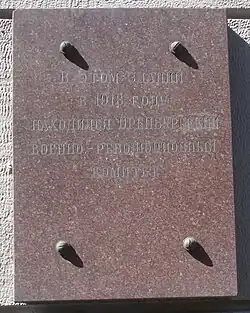 В ЭТОМ ЗДАНИИ
В 1918 ГОДУ
НАХОДИЛСЯ ОРЕНБУРГСКИЙ
ВОЕННО-РЕВОЛЮЦИОННЫЙ
КОМИТЕТ